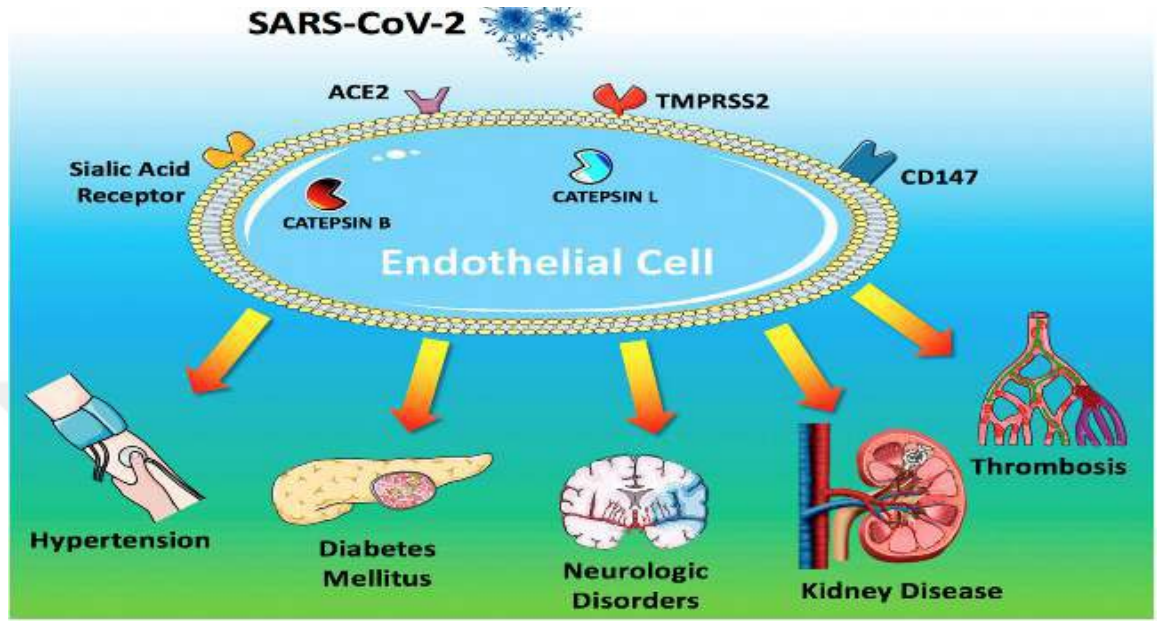 SARS-CoV-2
ACE2
TMPRSS2
Sialic Acid
Receptor
CD147
CATEPSIN B
CATEPSIN L
Endothelial Cell
Hypertension
Diabetes
Mellitus
Neurologic
Disorders
Kidney Disease
Thrombosis